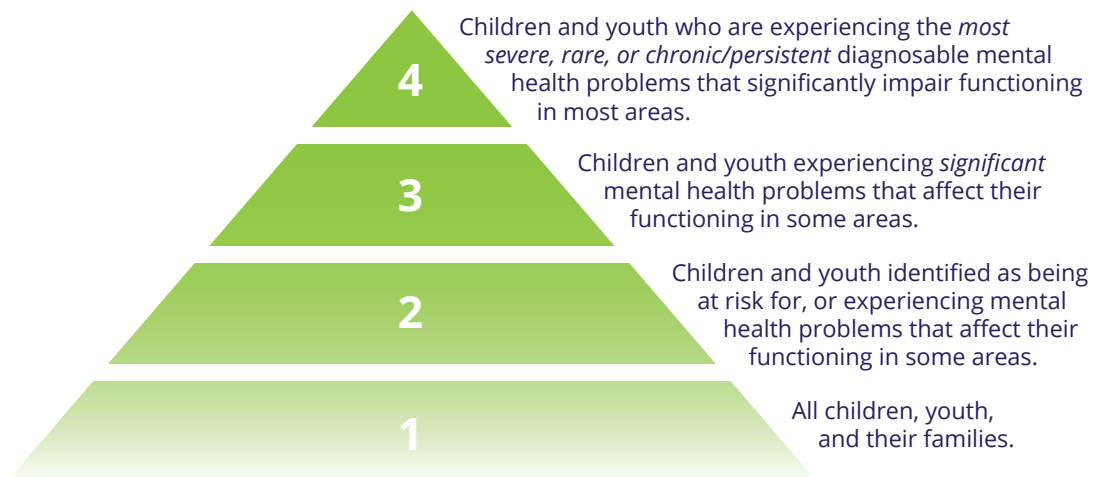 4
Children and youth who are experiencing the most
severe, rare, or chronic/persistent diagnosable mental
health problems that significantly impair functioning
in most areas.
3
Children and youth experiencing significant
mental health problems that affect their
functioning in some areas.
2
Children and youth identified as being
at risk for, or experiencing mental
health problems that affect their
functioning in some areas.
1
All children, youth,
and their families.